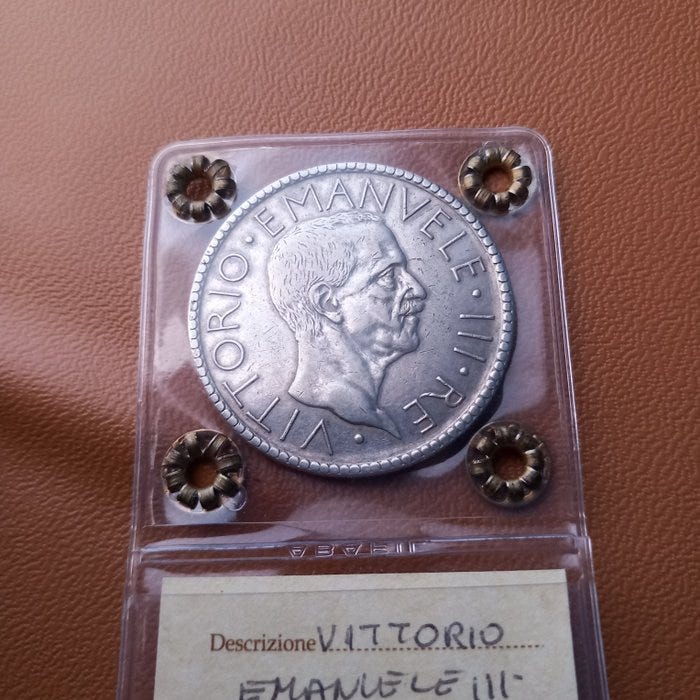 VITTORIO · EMANVELE · III · RE ·
Descrizione VITTORIO
EMANUELE III-